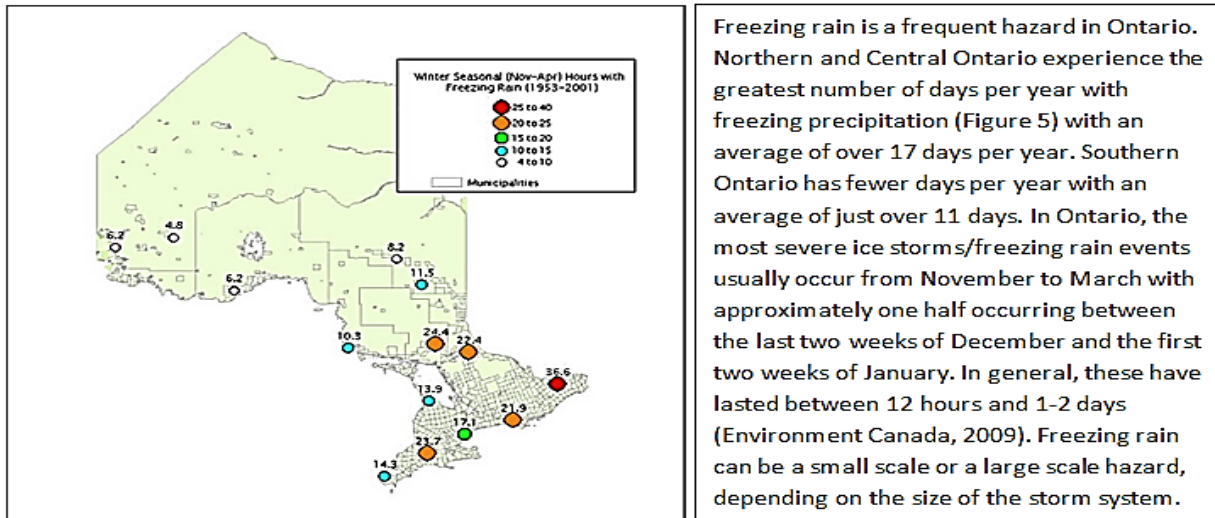 Winter Seasonal (Nov-Apr) Hours with
Freezing Rain (1953-2001)
25 to 40
20 to 25
15 to 20
10 to 15
4 to 10
Municipalities
6.2
4.8
6.2
8.2
11.5
10.3
24.4
22.4
36.6
13.9
21.9
17.1
23.7
14.3
Freezing rain is a frequent hazard in Ontario.
Northern and Central Ontario experience the
greatest number of days per year with
freezing precipitation (Figure 5) with an
average of over 17 days per year. Southern
Ontario has fewer days per year with an
average of just over 11 days. In Ontario, the
most severe ice storms/freezing rain events
usually occur from November to March with
approximately one half occurring between
the last two weeks of December and the first
two weeks of January. In general, these have
lasted between 12 hours and 1-2 days
(Environment Canada, 2009). Freezing rain
can be a small scale or a large scale hazard,
depending on the size of the storm system.